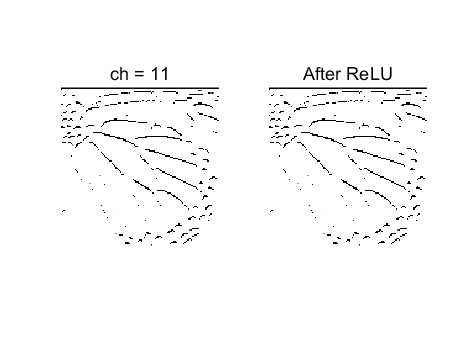 ch = 11
After ReLU